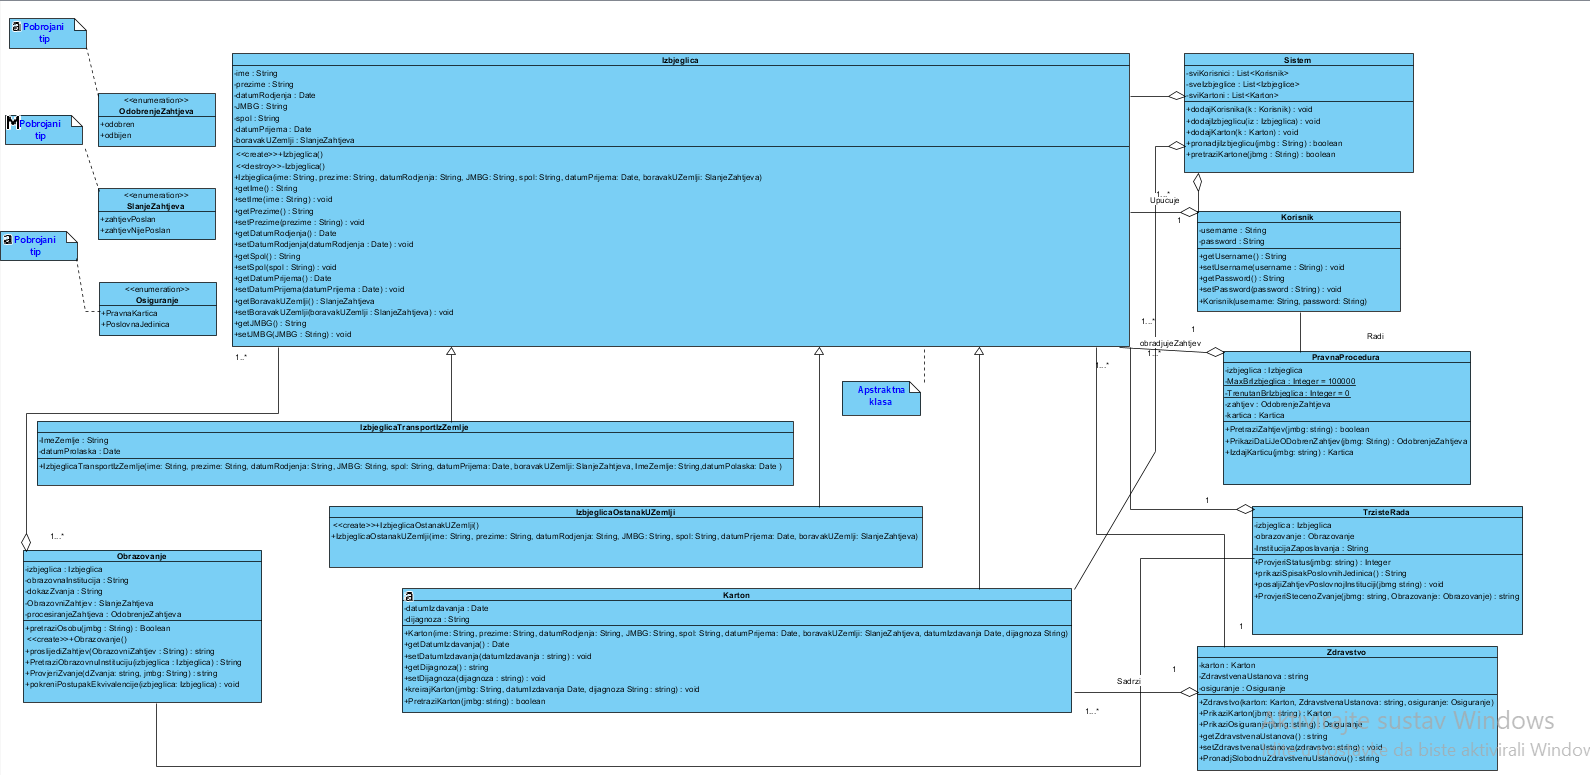 Pobrojani
tip
<<enumeration>>
OdobrenjeZahtjeva
+odobren
+odbijen
Pobrojani
tip
<<enumeration>>
SlanjeZahtjeva
+zahtjevPoslan
+zahtjevNijePoslan
Pobrojani
tip
<<enumeration>>
Osiguranje
+PravnaKartica
+PoslovnaJedinica
Izbjeglica
-ime : String
-prezime : String
-datumRodjenja : Date
-JMBG : String
-spol : String
-datumPrijema : Date
-boravakUZemlji : SlanjeZahtjeva
<<create>>+Izbjeglica()
<<destroy>>-Izbjeglica()
+Izbjeglica(ime: String, prezime: String, datumRodjenja: String, JMBG: String, spol: String, datumPrijema: Date, boravakUZemlji: SlanjeZahtjeva)
+getIme() : String
+setIme(ime : String) : void
+getPrezime() : String
+setPrezime(prezime : String) : void
+getDatumRodjenja() : Date
+setDatumRodjenja(datumRodjenja : Date) : void
+getSpol() : String
+setSpol(spol : String) : void
+getDatumPrijema() : Date
+setDatumPrijema(datumPrijema : Date) : void
+getBoravakUZemlji() : SlanjeZahtjeva
+setBoravakUZemlji(boravakUZemlji : SlanjeZahtjeva) : void
+getJMBG() : String
+setJMBG(JMBG : String) : void
Sistem
-sviKorisnici : List<Korisnik>
-sveIzbjeglice : List<Izbjeglice>
-sviKartoni : List<Karton>
+dodajKorisnika(k : Korisnik) : void
+dodajIzbjeglicu(iz : Izbjeglica) : void
+dodajKarton(k : Karton) : void
+pronadjiIzbjeglicu(jmbg : String) : boolean
+pretraziKartone(jbmg : String) : boolean
1...*
Upucuje
1
Korisnik
-username : String
-password : String
+getUsername() : String
+setUsername(username : String) : void
+getPassword() : String
+setPassword(password : String) : void
+Korisnik(username: String, password: String)
1...*
1
obradjujeZahtjev
1...*
Radi
1...*
1...*
PravnaProcedura
-izbjeglica : Izbjeglica
-MaxBrIzbjeglica : Integer = 100000
-TrenutanBrIzbjeglica : Integer = 0
-zahtjev : OdobrenjeZahtjeva
-kartica : Kartica
+PretraziZahtjev(jmbg: string) : boolean
+PrikaziDaLiJeODobrenZahtjev(jbmg: String) : OdobrenjeZahtjeva
+IzdajKarticu(jmbg: string) : Kartica
Apstraktna
klasa
IzbjeglicaTransportIzZemlje
-ImeZemlje : String
-datumProlaska : Date
+IzbjeglicaTransportIzZemlje(ime: String, prezime: String, datumRodjenja: String, JMBG: String, spol: String, datumPrijema: Date, boravakUZemlji: SlanjeZahtjeva, ImeZemlje: String,datumPolaska: Date )
IzbjeglicaOstanakUZemlji
<<create>>+IzbjeglicaOstanakUZemlji()
+IzbjeglicaOstanakUZemlji(ime: String, prezime: String, datumRodjenja: String, JMBG: String, spol: String, datumPrijema: Date, boravakUZemlji: SlanjeZahtjeva)
1
TrzisteRada
-izbjeglica : Izbjeglica
-obrazovanje : Obrazovanje
-InstitucijaZaposlavanja : String
+ProvjeriStatus(jmbg: string) : Integer
+prikaziSpisakPoslovnihJedinica() : String
+posaljiZahtjevPoslovnojInstituciji(jbmg string) : void
+ProvjeriStecenoZvanje(jbmg: string, Obrazovanje: Obrazovanje) : string
1...*
Obrazovanje
-izbjeglica : Izbjeglica
-obrazovnaInstitucija : String
-dokazZvanja : String
-ObrazovniZahtjev : SlanjeZahtjeva
-procesiranjeZahtjeva : OdobrenjeZahtjeva
+pretraziOsobu(jmbg : String) : Boolean
<<create>>+Obrazovanje()
+proslijediZahtjev(ObrazovniZahtjev : String) : string
+PretraziObrazovnuInstituciju(izbjeglica : Izbjeglica) : String
+ProvjeriZvanje(dZvanja: string, jmbg: String) : string
+pokreniPostupakEkvivalencije(izbjeglica: Izbjeglica) : void
Karton
-datumIzdavanja : Date
-dijagnoza : String
+Karton(ime: String, prezime: String, datumRodjenja: String, JMBG: String, spol: String, datumPrijema: Date, boravakUZemlji: SlanjeZahtjeva, datumIzdavanja Date, dijagnoza String)
+getDatumIzdavanja() : Date
+setDatumIzdavanja(datumIzdavanja : string) : void
+getDijagnoza() : string
+setDijagnoza(dijagnoza : string) : void
+kreirajKarton(jmbg: String, datumIzdavanja Date, dijagnoza String : string) : void
+PretraziKarton(jbmg: string) : boolean
1
1
Sadrzi
1...*
Zdravstvo
-karton : Karton
-ZdravstvenaUstanova : string
-osiguranje : Osiguranje
+Zdravstvo(karton: Karton, ZdravstvenaUstanova: string, osiguranje: Osiguranje)
+PrikaziKarton(jbmg: string) : Karton
+PrikaziOsiguranje(jbmg: string) : Osiguranje
+getZdravstvenaUstanova() : string
+setZdravstvenaUstanova(zdravstvo: string) : void
+PronadjSlobodnuZdravstvenuUstanovu() : string
sustav Windows
da biste aktivirali Window